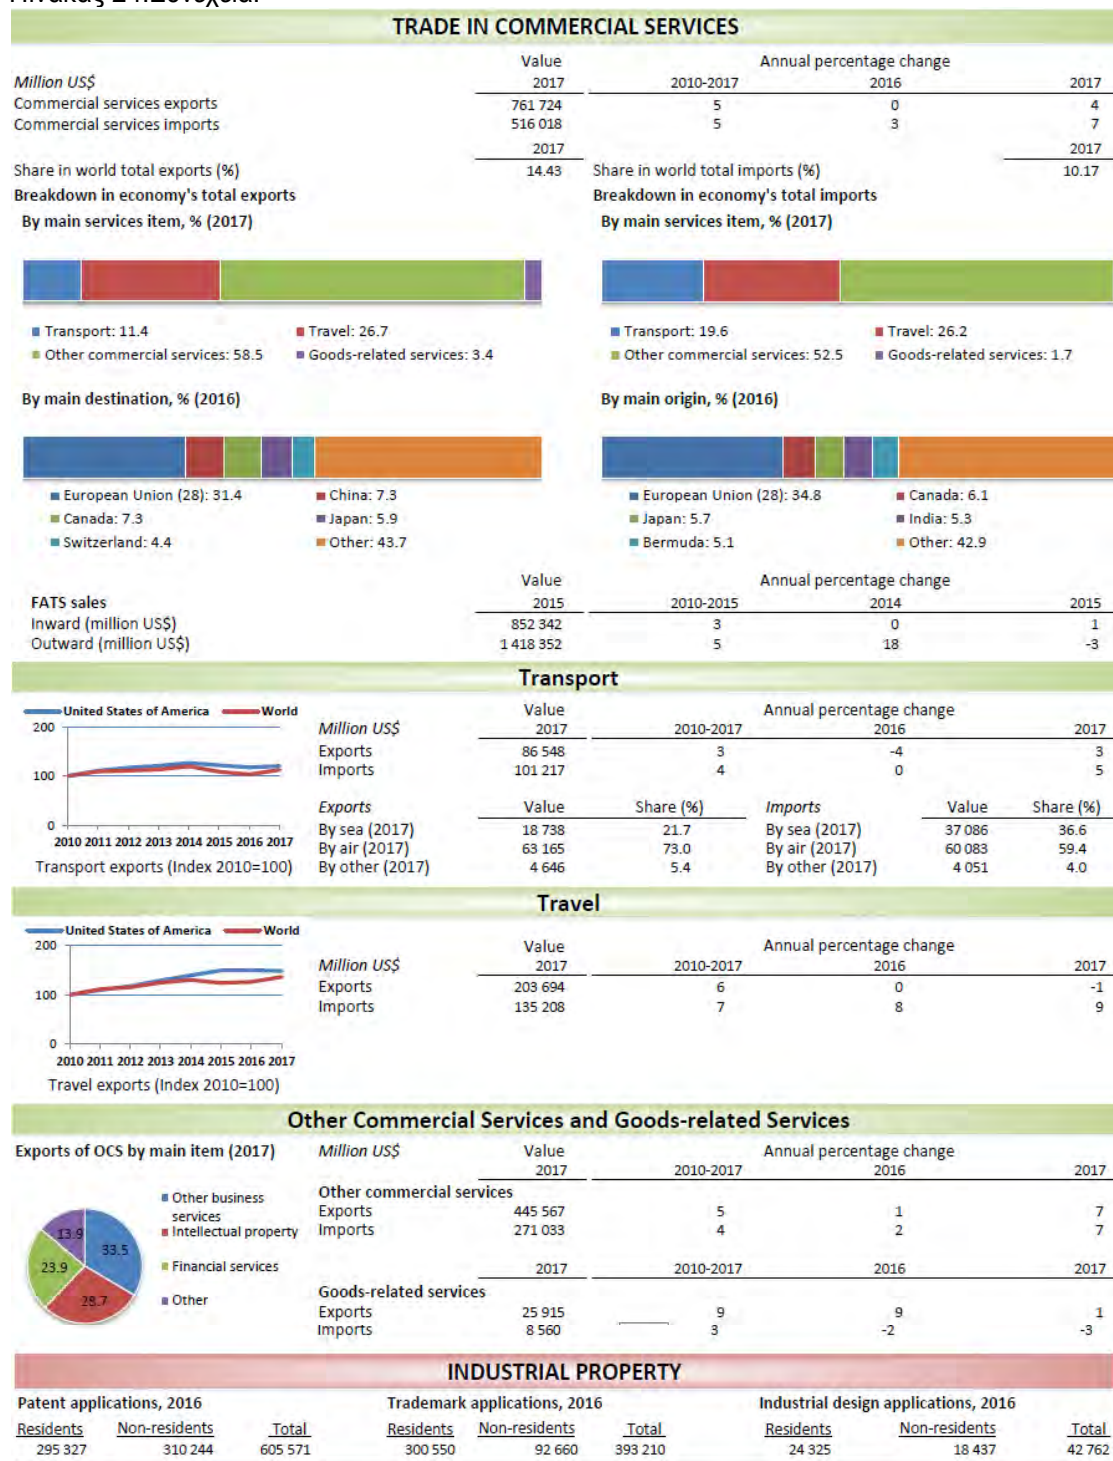 TRADE IN COMMERCIAL SERVICES
Value Annual percentage change
Million US$ 2017 2010-2017 2016 2017
Commercial services exports 761 724 5 0 4
Commercial services imports 516 018 5 3 7
2017 2017
Share in world total exports (%) 14.43 Share in world total imports (%) 10.17
Breakdown in economy's total exports Breakdown in economy's total imports
By main services item, % (2017) By main services item, % (2017)
Transport: 11.4 Travel: 26.7 Transport: 19.6 Travel: 26.2
Other commercial services: 58.5 Goods-related services: 3.4 Other commercial services: 52.5 Goods-related services: 1.7
By main destination, % (2016) By main origin, % (2016)
European Union (28): 31.4 China: 7.3 European Union (28): 34.8 Canada: 6.1
Canada: 7.3 Japan: 5.9 Japan: 5.7 India: 5.3
Switzerland: 4.4 Other: 43.7 Bermuda: 5.1 Other: 42.9
Value Annual percentage change
FATS sales 2015 2010-2015 2014 2015
Inward (million US$) 852 342 3 0 1
Outward (million US$) 1 418 352 5 18 -3
Transport
United States of America World Value Annual percentage change
200 Million US$ 2017 2010-2017 2016 2017
Exports 86 548 3 -4 3
100 Imports 101 217 4 0 5
Exports Value Share (%) Imports Value Share (%)
0 By sea (2017) 18 738 21.7 By sea (2017) 37 086 36.6
2010 2011 2012 2013 2014 2015 2016 2017 By air (2017) 63 165 73.0 By air (2017) 60 083 59.4
Transport exports (Index 2010=100) By other (2017) 4 646 5.4 By other (2017) 4 051 4.0
Travel
United States of America World
200 Value Annual percentage change
Million US$ 2017 2010-2017 2016 2017
100 Exports 203 694 6 0 -1
Imports 135 208 7 8 9
0
2010 2011 2012 2013 2014 2015 2016 2017
Travel exports (Index 2010=100)
Other Commercial Services and Goods-related Services
Exports of OCS by main item (2017) Million US$ Value Annual percentage change
2017 2010-2017 2016 2017
Other business services Other commercial services
Exports 445 567 5 1 7
13.9 33.5 Intellectual property Imports 271 033 4 2 7
23.9 Financial services 2017 2010-2017 2016 2017
28.7 Other Goods-related services
Exports 25 915 9 9 1
Imports 8 560 3 -2 -3
INDUSTRIAL PROPERTY
Patent applications, 2016 Trademark applications, 2016 Industrial design applications, 2016
Residents Non-residents Total Residents Non-residents Total Residents Non-residents Total
295 327 310 244 605 571 300 550 92 660 393 210 24 325 18 437 42 762